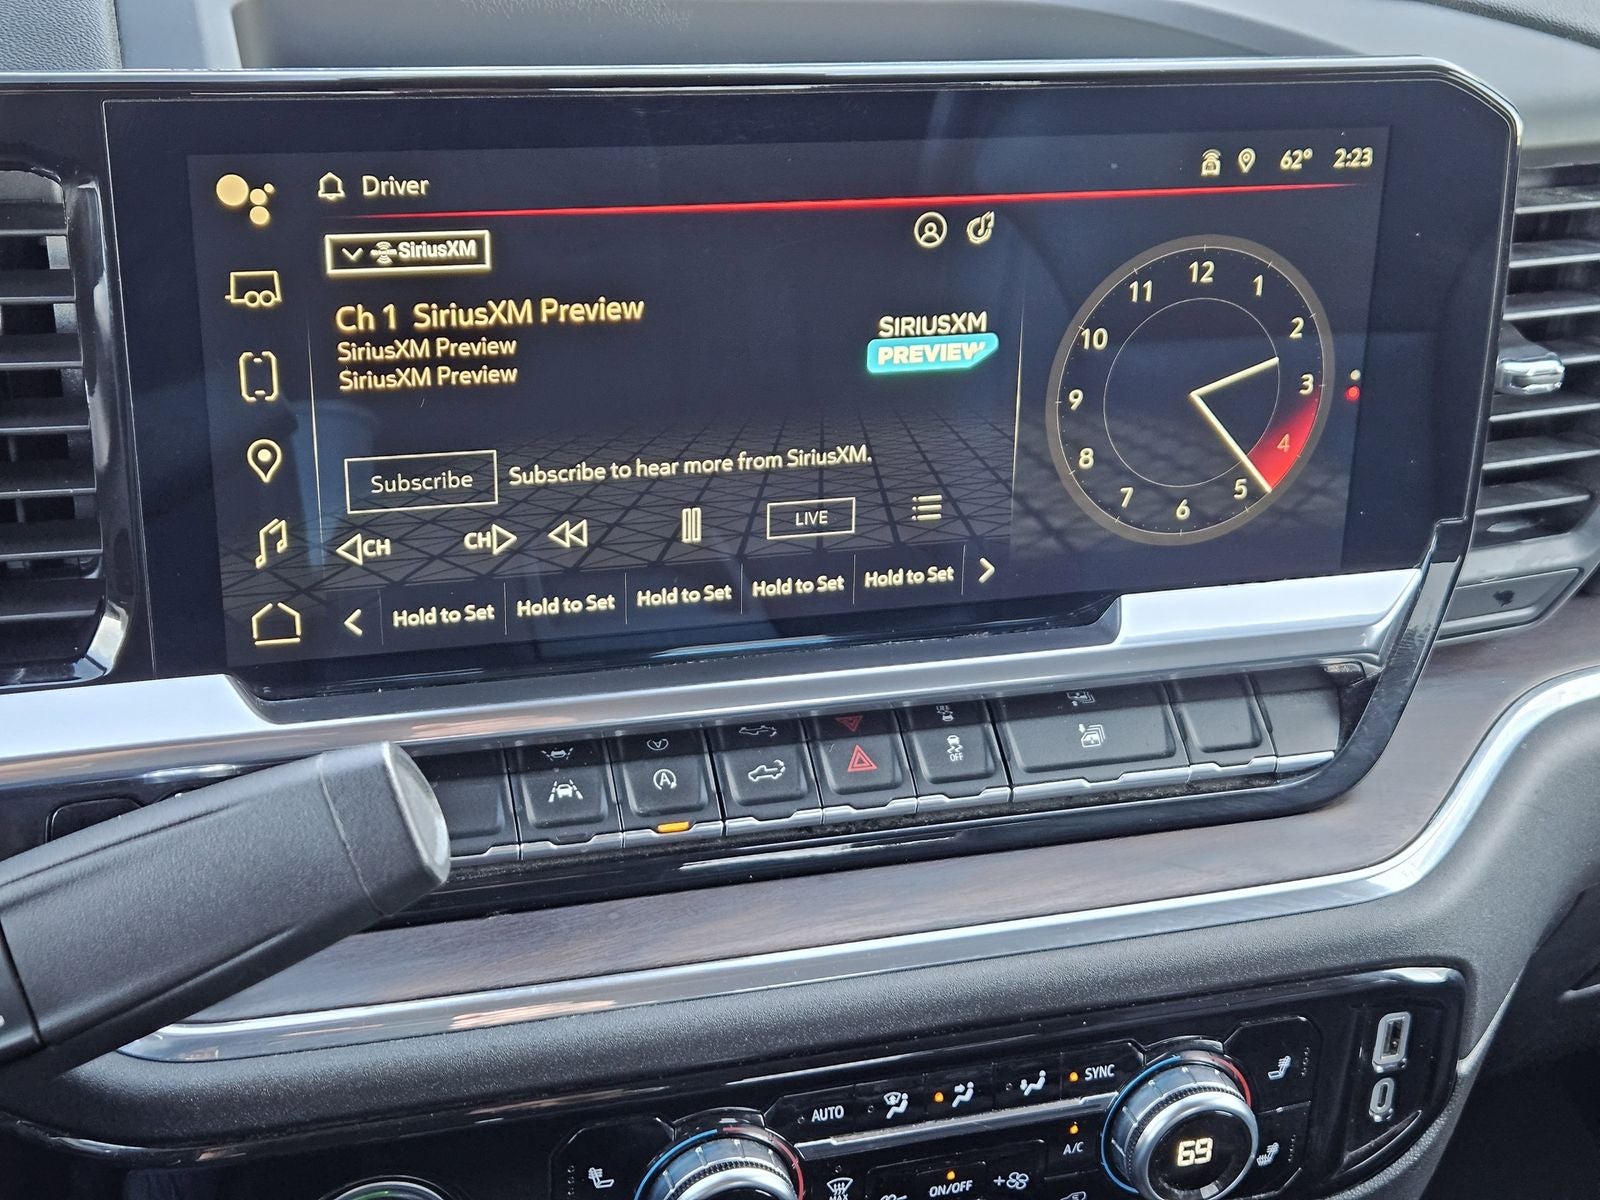 Driver
62° 2:23
SiriusXM
Ch 1 SiriusXM Preview
SiriusXM Preview
SiriusXM Preview
SIRIUSXM
PREVIEW
12
1
2
3
4
5
6
7
8
9
10
11
Subscribe Subscribe to hear more from SiriusXM.
CH CH LIVE
Hold to Set Hold to Set Hold to Set Hold to Set Hold to Set
A
OFF
AUTO SYNC
A/C
69
MAX
ON/OFF